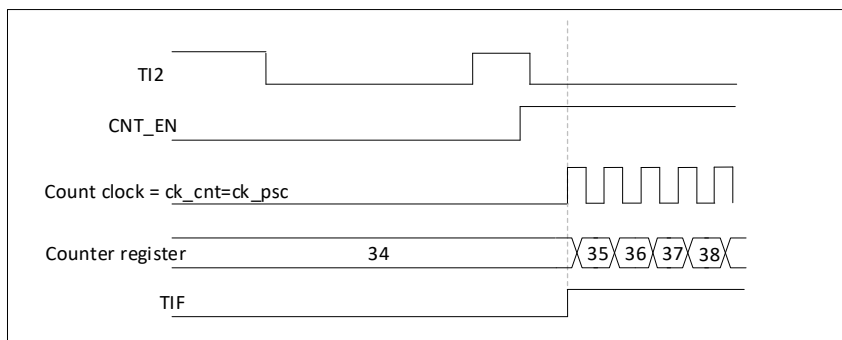 TI2
CNT_EN
Count clock = ck_cnt=ck_psc
Counter register 34 35 36 37 38
TIF